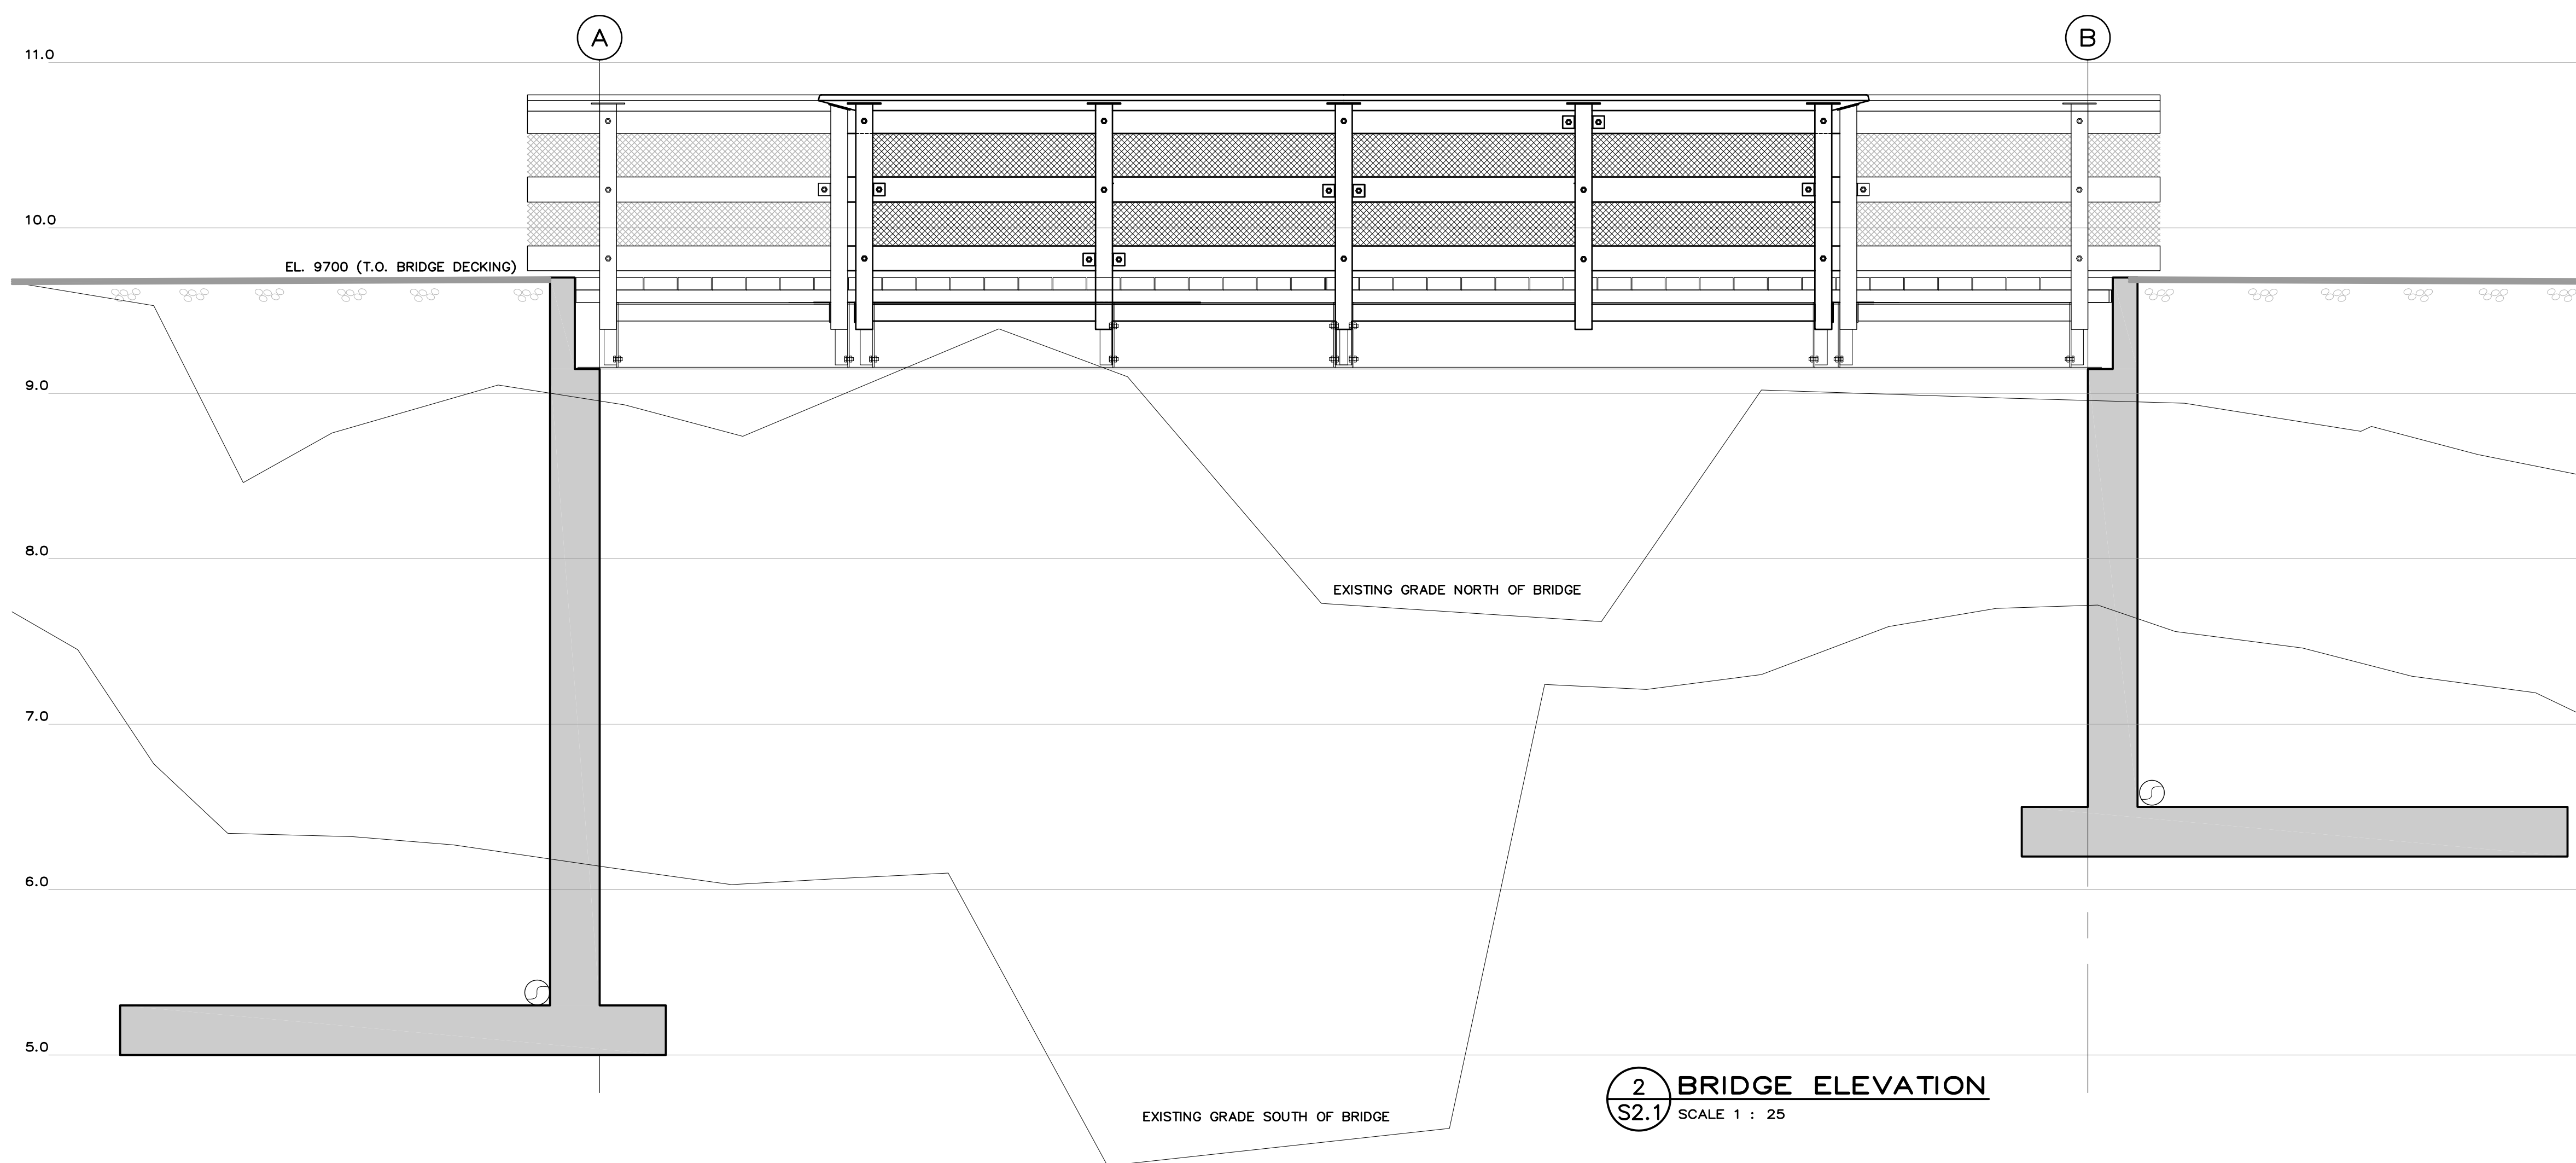 A
B
11.0
10.0
EL. 9700 (T.O. BRIDGE DECKING)
9.0
8.0
EXISTING GRADE NORTH OF BRIDGE
7.0
6.0
5.0
2
BRIDGE ELEVATION
S2.1
SCALE 1 : 25
EXISTING GRADE SOUTH OF BRIDGE